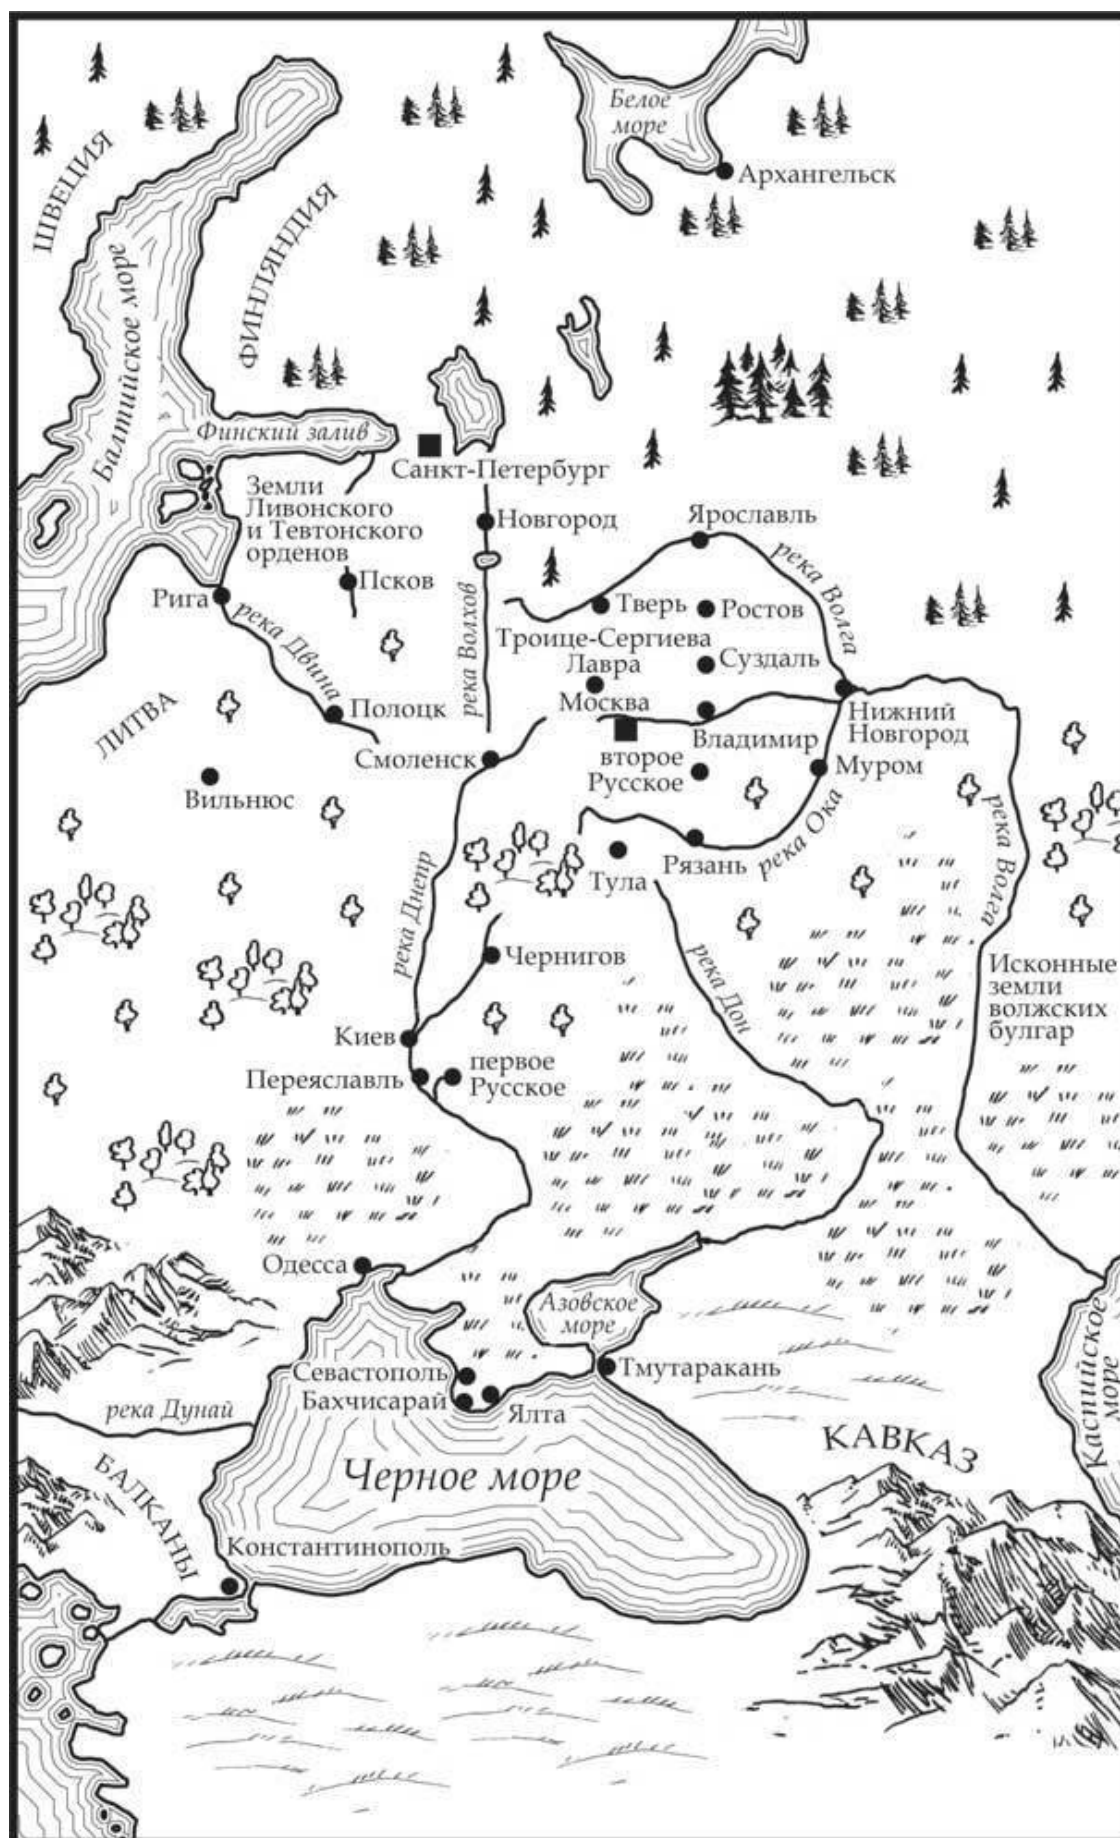 Белое
море
Архангельск
ШВЕЦИЯ
ФИНЛЯНДИЯ
Балтийское море
Финский залив
Санкт-Петербург
Земли
Ливонского
и Тевтонского
орденов
Новгород
Ярославль
река Волга
Псков
Рига
река Двина
река Волхов
Тверь
Ростов
Троице-Сергиева
Лавра
Суздаль
Москва
Полоцк
ЛИТВА
Смоленск
Владимир
Нижний
Новгород
второе
Русское
Муром
Вильнюс
река Волга
река Ока
Рязань
Тула
река Днепр
Чернигов
река Дон
Исконные
земли
волжских
булгар
Киев
Переяславль
первое
Русское
Одесса
Азовское
море
Севастополь
Бахчисарай
Ялта
Тмутаракань
Каспийское
море
река Дунай
КАВКАЗ
БАЛКАНЫ
Черное море
Константинополь